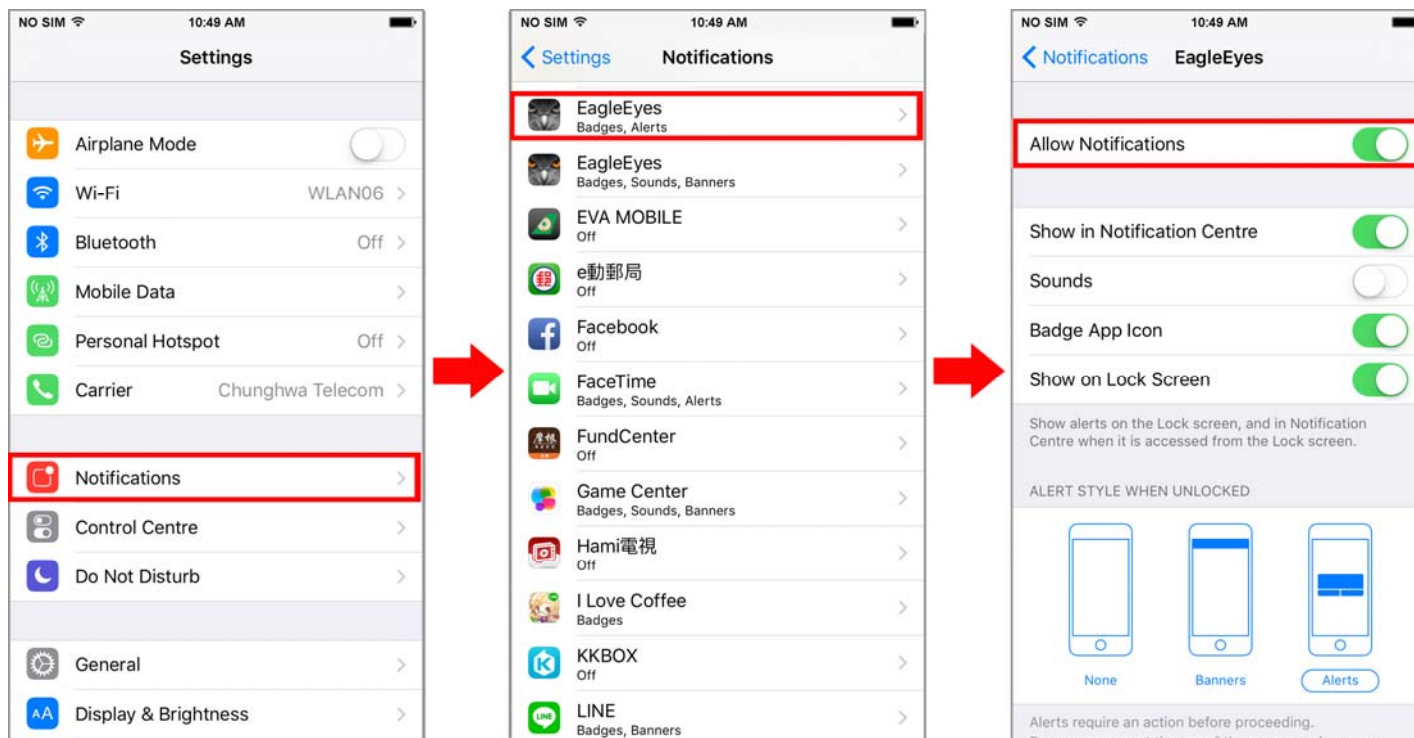 NO SIM 10:49 AM
Settings
Airplane Mode
Wi-Fi WLAN06
Bluetooth Off
Mobile Data
Personal Hotspot Off
Carrier Chunghwa Telecom
Notifications
Control Centre
Do Not Disturb
General
AA Display & Brightness
NO SIM 10:49 AM
Settings Notifications
EagleEyes
Badges, Alerts
EagleEyes
Badges, Sounds, Banners
EVA MOBILE
Off
e動郵局
Off
Facebook
Off
FaceTime
Badges, Sounds, Alerts
FundCenter
Off
Game Center
Badges, Sounds, Banners
Hami電視
Off
I Love Coffee
Badges
KKBOX
Off
LINE
LINE
Badges, Banners
NO SIM 10:49 AM
Notifications EagleEyes
Allow Notifications
Show in Notification Centre
Sounds
Badge App Icon
Show on Lock Screen
Show alerts on the Lock screen, and in Notification
Centre when it is accessed from the Lock screen.
ALERT STYLE WHEN UNLOCKED
None Banners Alerts
Alerts require an action before proceeding.